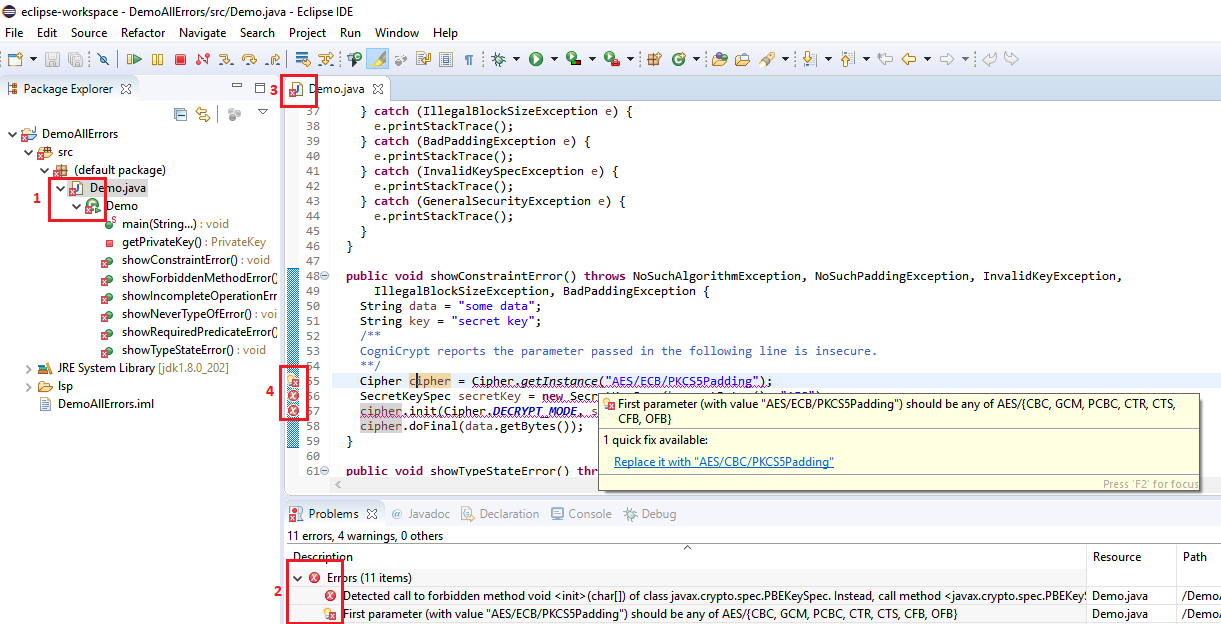 eclipse-workspace - DemoAllErrors/src/Demo.java - Eclipse IDE
File Edit Source Refactor Navigate Search Project Run Window Help
Package Explorer
DemoAllErrors
src
(default package)
1
Demo.java
Demo
main(String...) : void
getPrivateKey() : PrivateKey
showConstraintError() : void
showForbiddenMethodError()
showIncompleteOperationErr
showNeverTypeOfError() : voi
showRequiredPredicateError()
showTypeStateError() : void
JRE System Library [jdk1.8.0_202]
lsp
DemoAllErrors.iml
3
Demo.java
37 } catch (IllegalBlockSizeException e) {
38 e.printStackTrace();
39 } catch (BadPaddingException e) {
40 e.printStackTrace();
41 } catch (InvalidKeySpecException e) {
42 e.printStackTrace();
43 } catch (GeneralSecurityException e) {
44 e.printStackTrace();
45 }
46 }
47
48 public void showConstraintError() throws NoSuchAlgorithmException, NoSuchPaddingException, InvalidKeyException,
49 IllegalBlockSizeException, BadPaddingException {
50 String data = "some data";
51 String key = "secret key";
52 /**
53 CogniCrypt reports the parameter passed in the following line is insecure.
54 **/
4
55 Cipher cipher = Cipher.getInstance("AES/ECB/PKCS5Padding");
56 SecretKeySpec secretKey = new
57 cipher.init(Cipher.DECRYPT_MODE, s
58 cipher.doFinal(data.getBytes());
59 }
60
61 public void showTypeStateError() thr
First parameter (with value "AES/ECB/PKCS5Padding") should be any of AES/{CBC, GCM, PCBC, CTR, CTS,
CFB, OFB}
1 quick fix available:
Replace it with "AES/CBC/PKCS5Padding"
Press 'F2' for focus
Problems @ Javadoc Declaration Console Debug
11 errors, 4 warnings, 0 others
Description Resource Path
2
Errors (11 items)
Detected call to forbidden method void <init>(char[]) of class javax.crypto.spec.PBEKeySpec. Instead, call method <javax.crypto.spec.PBEKeyS Demo.java /Demo
First parameter (with value "AES/ECB/PKCS5Padding") should be any of AES/{CBC, GCM, PCBC, CTR, CTS, CFB, OFB} Demo.java /Demo